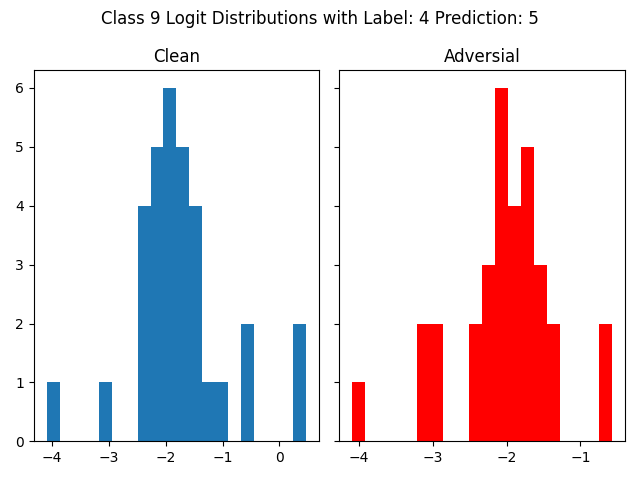 Class 9 Logit Distributions with Label: 4 Prediction: 5
Clean
Adversial
6
5
4
3
2
1
0
−4 −3 −2 −1 0
−4 −3 −2 −1